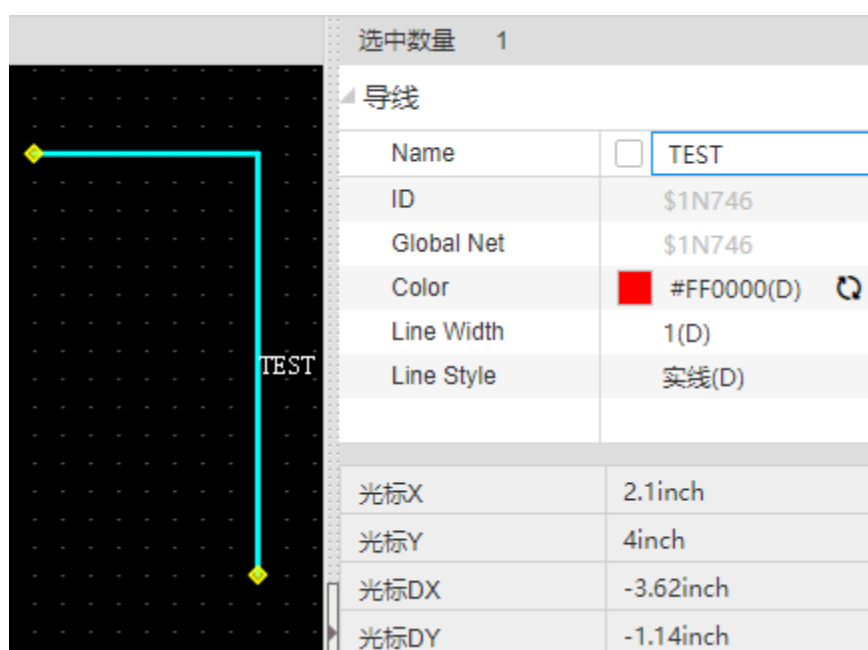 选中数量 1
导线
Name TEST
ID $1N746
Global Net $1N746
Color #FF0000(D)
Line Width 1(D)
TEST
Line Style 实线(D)
光标X 2.1inch
光标Y 4inch
光标DX -3.62inch
光标DY -1.14inch